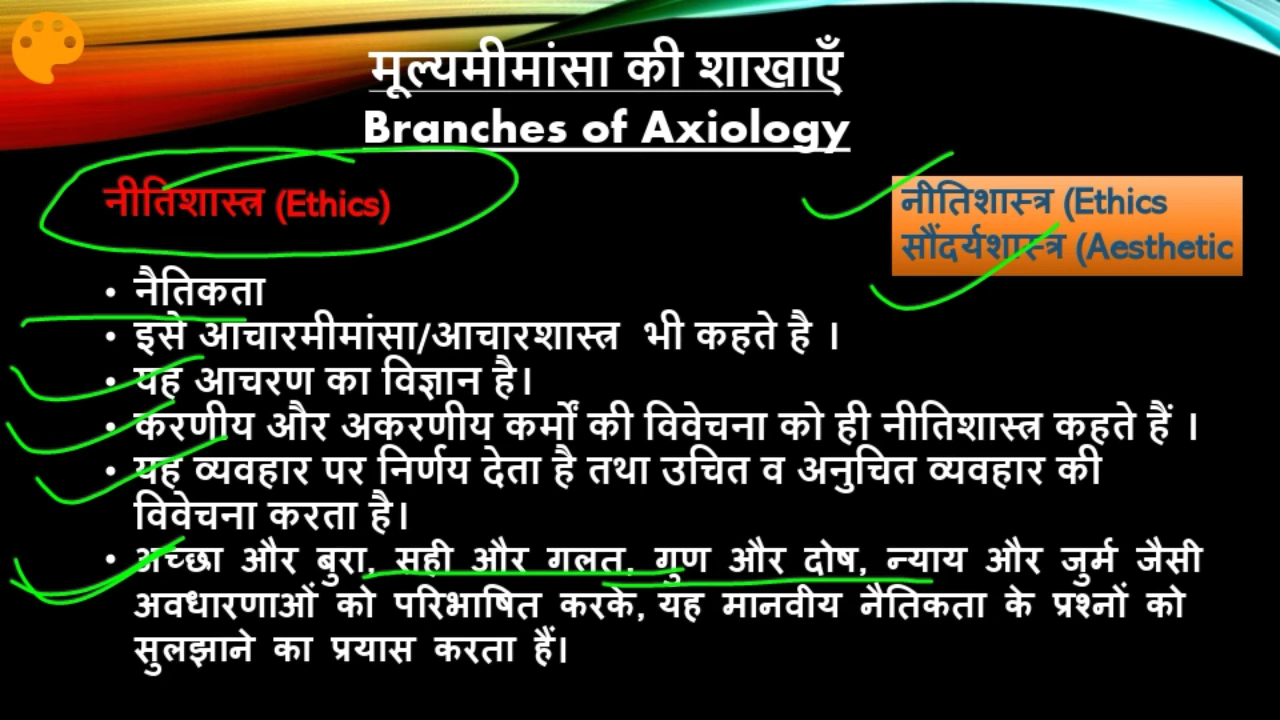 मूल्यमीमांसा की शाखाएँ
Branches of Axiology
नीतिशास्त्र (Ethics)
नीतिशास्त्र (Ethics
सौंदर्यशास्त्र (Aesthetic
• नैतिकता
• इसे आचारमीमांसा/आचारशास्त्र भी कहते है ।
• यह आचरण का विज्ञान है।
• करणीय और अकरणीय कर्मों की विवेचना को ही नीतिशास्त्र कहते हैं ।
• यह व्यवहार पर निर्णय देता है तथा उचित व अनुचित व्यवहार की
विवेचना करता है।
• अच्छा और बुरा, सही और गलत, गुण और दोष, न्याय और जुर्म जैसी
अवधारणाओं को परिभाषित करके, यह मानवीय नैतिकता के प्रश्नों को
सुलझाने का प्रयास करता हैं।